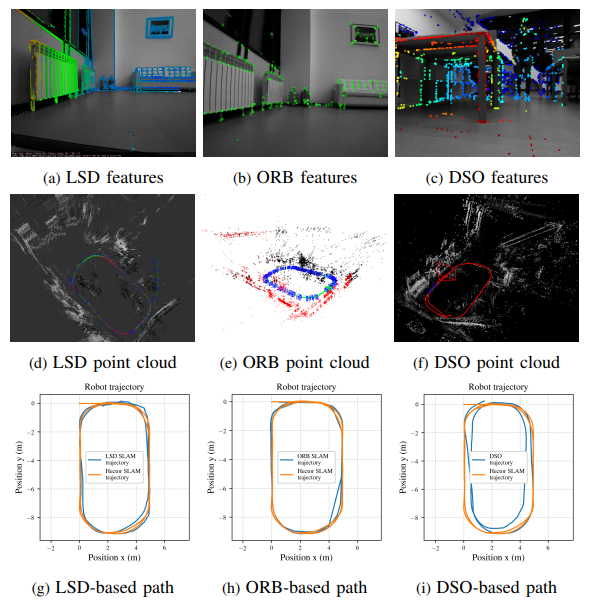 (a) LSD features
(b) ORB features
(c) DSO features
(d) LSD point cloud
(e) ORB point cloud
(f) DSO point cloud
Robot trajectory
Position y (m)
0
−2
−4
−6
−8
LSD SLAM
trajectory
Hector SLAM
trajectory
−2 0 2 4 6
Position x (m)
(g) LSD-based path
Robot trajectory
Position y (m)
0
−2
−4
−6
−8
ORB SLAM
trajectory
Hector SLAM
trajectory
−2 0 2 4 6
Position x (m)
(h) ORB-based path
Robot trajectory
Position y (m)
0
−2
−4
−6
−8
DSO
trajectory
Hector SLAM
trajectory
−2 0 2 4 6
Position x (m)
(i) DSO-based path